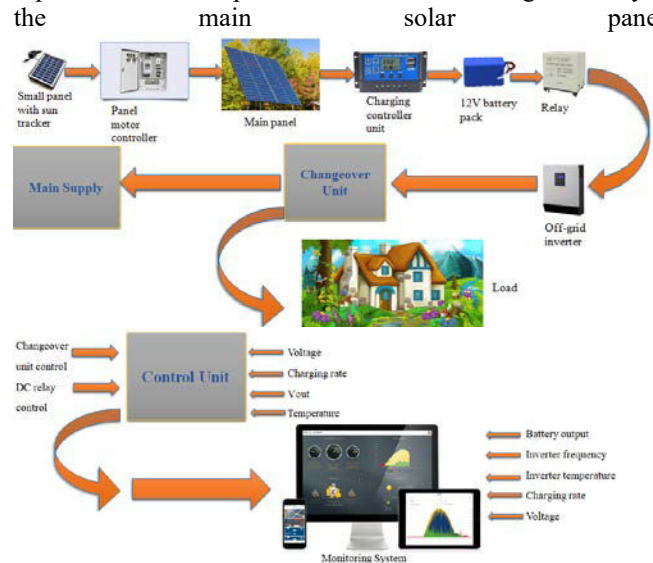 the main solar pane
Small panel
with sun
tracker
Panel
motor
controller
Main panel
Charging
controller
unit
12V battery
pack
Relay
Main Supply
Changeover
Unit
Off-grid
inverter
Load
Changeover
unit control
DC relay
control
Control Unit
Voltage
Charging rate
Vout
Temperature
Battery output
Inverter frequency
Inverter temperature
Charging rate
Voltage
Monitoring System